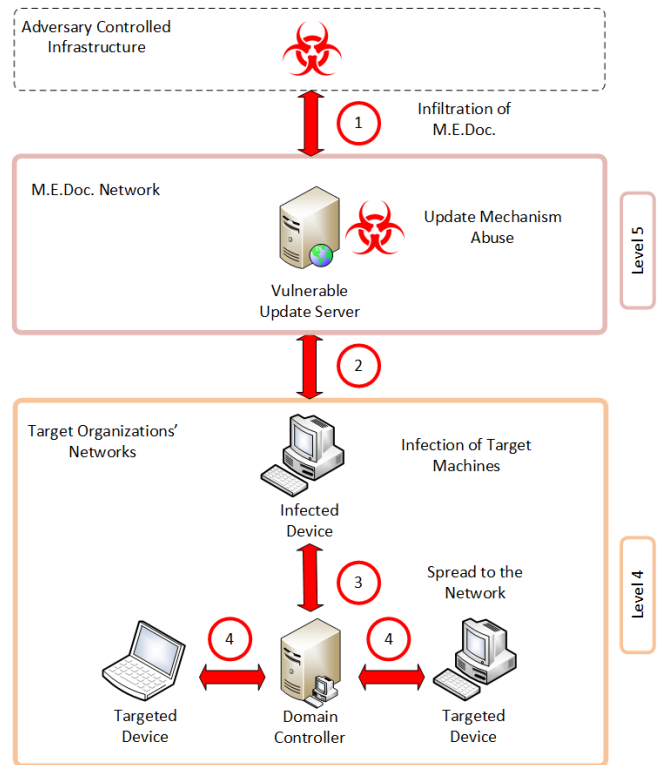 Adversary Controlled
Infrastructure
1
Infiltration of
M.E.Doc.
M.E.Doc. Network
Update Mechanism
Abuse
Vulnerable
Update Server
Level 5
2
Target Organizations’
Networks
Infection of Target
Machines
Infected
Device
3
Spread to the
Network
4
4
Targeted
Device
Domain
Controller
Targeted
Device
Level 4